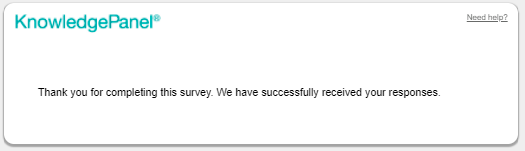 KnowledgePanel®
Need help?
Thank you for completing this survey. We have successfully received your responses.